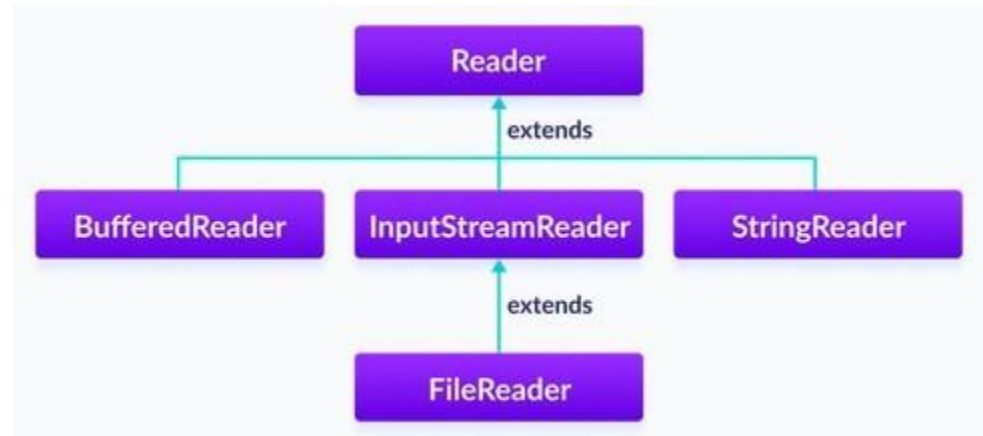 Reader
extends
BufferedReader
InputStreamReader
StringReader
extends
FileReader